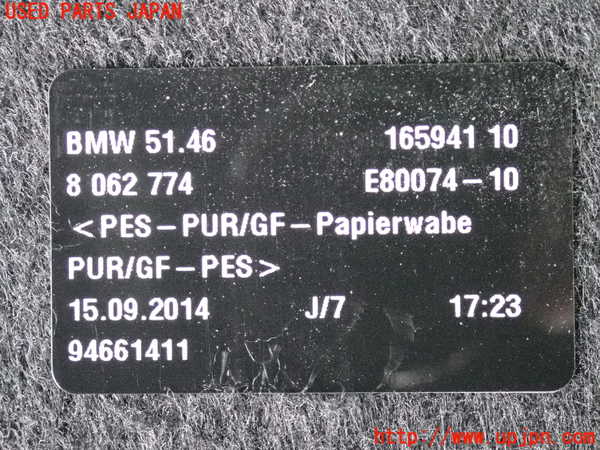 USED PARTS JAPAN
BMW 51.46 165941 10
8 062 774 E80074-10
<PES-PUR/GF-Papierwabe
PUR/GF-PES>
15.09.2014 J/7 17:23
94661411
http://www.upjpn.com/